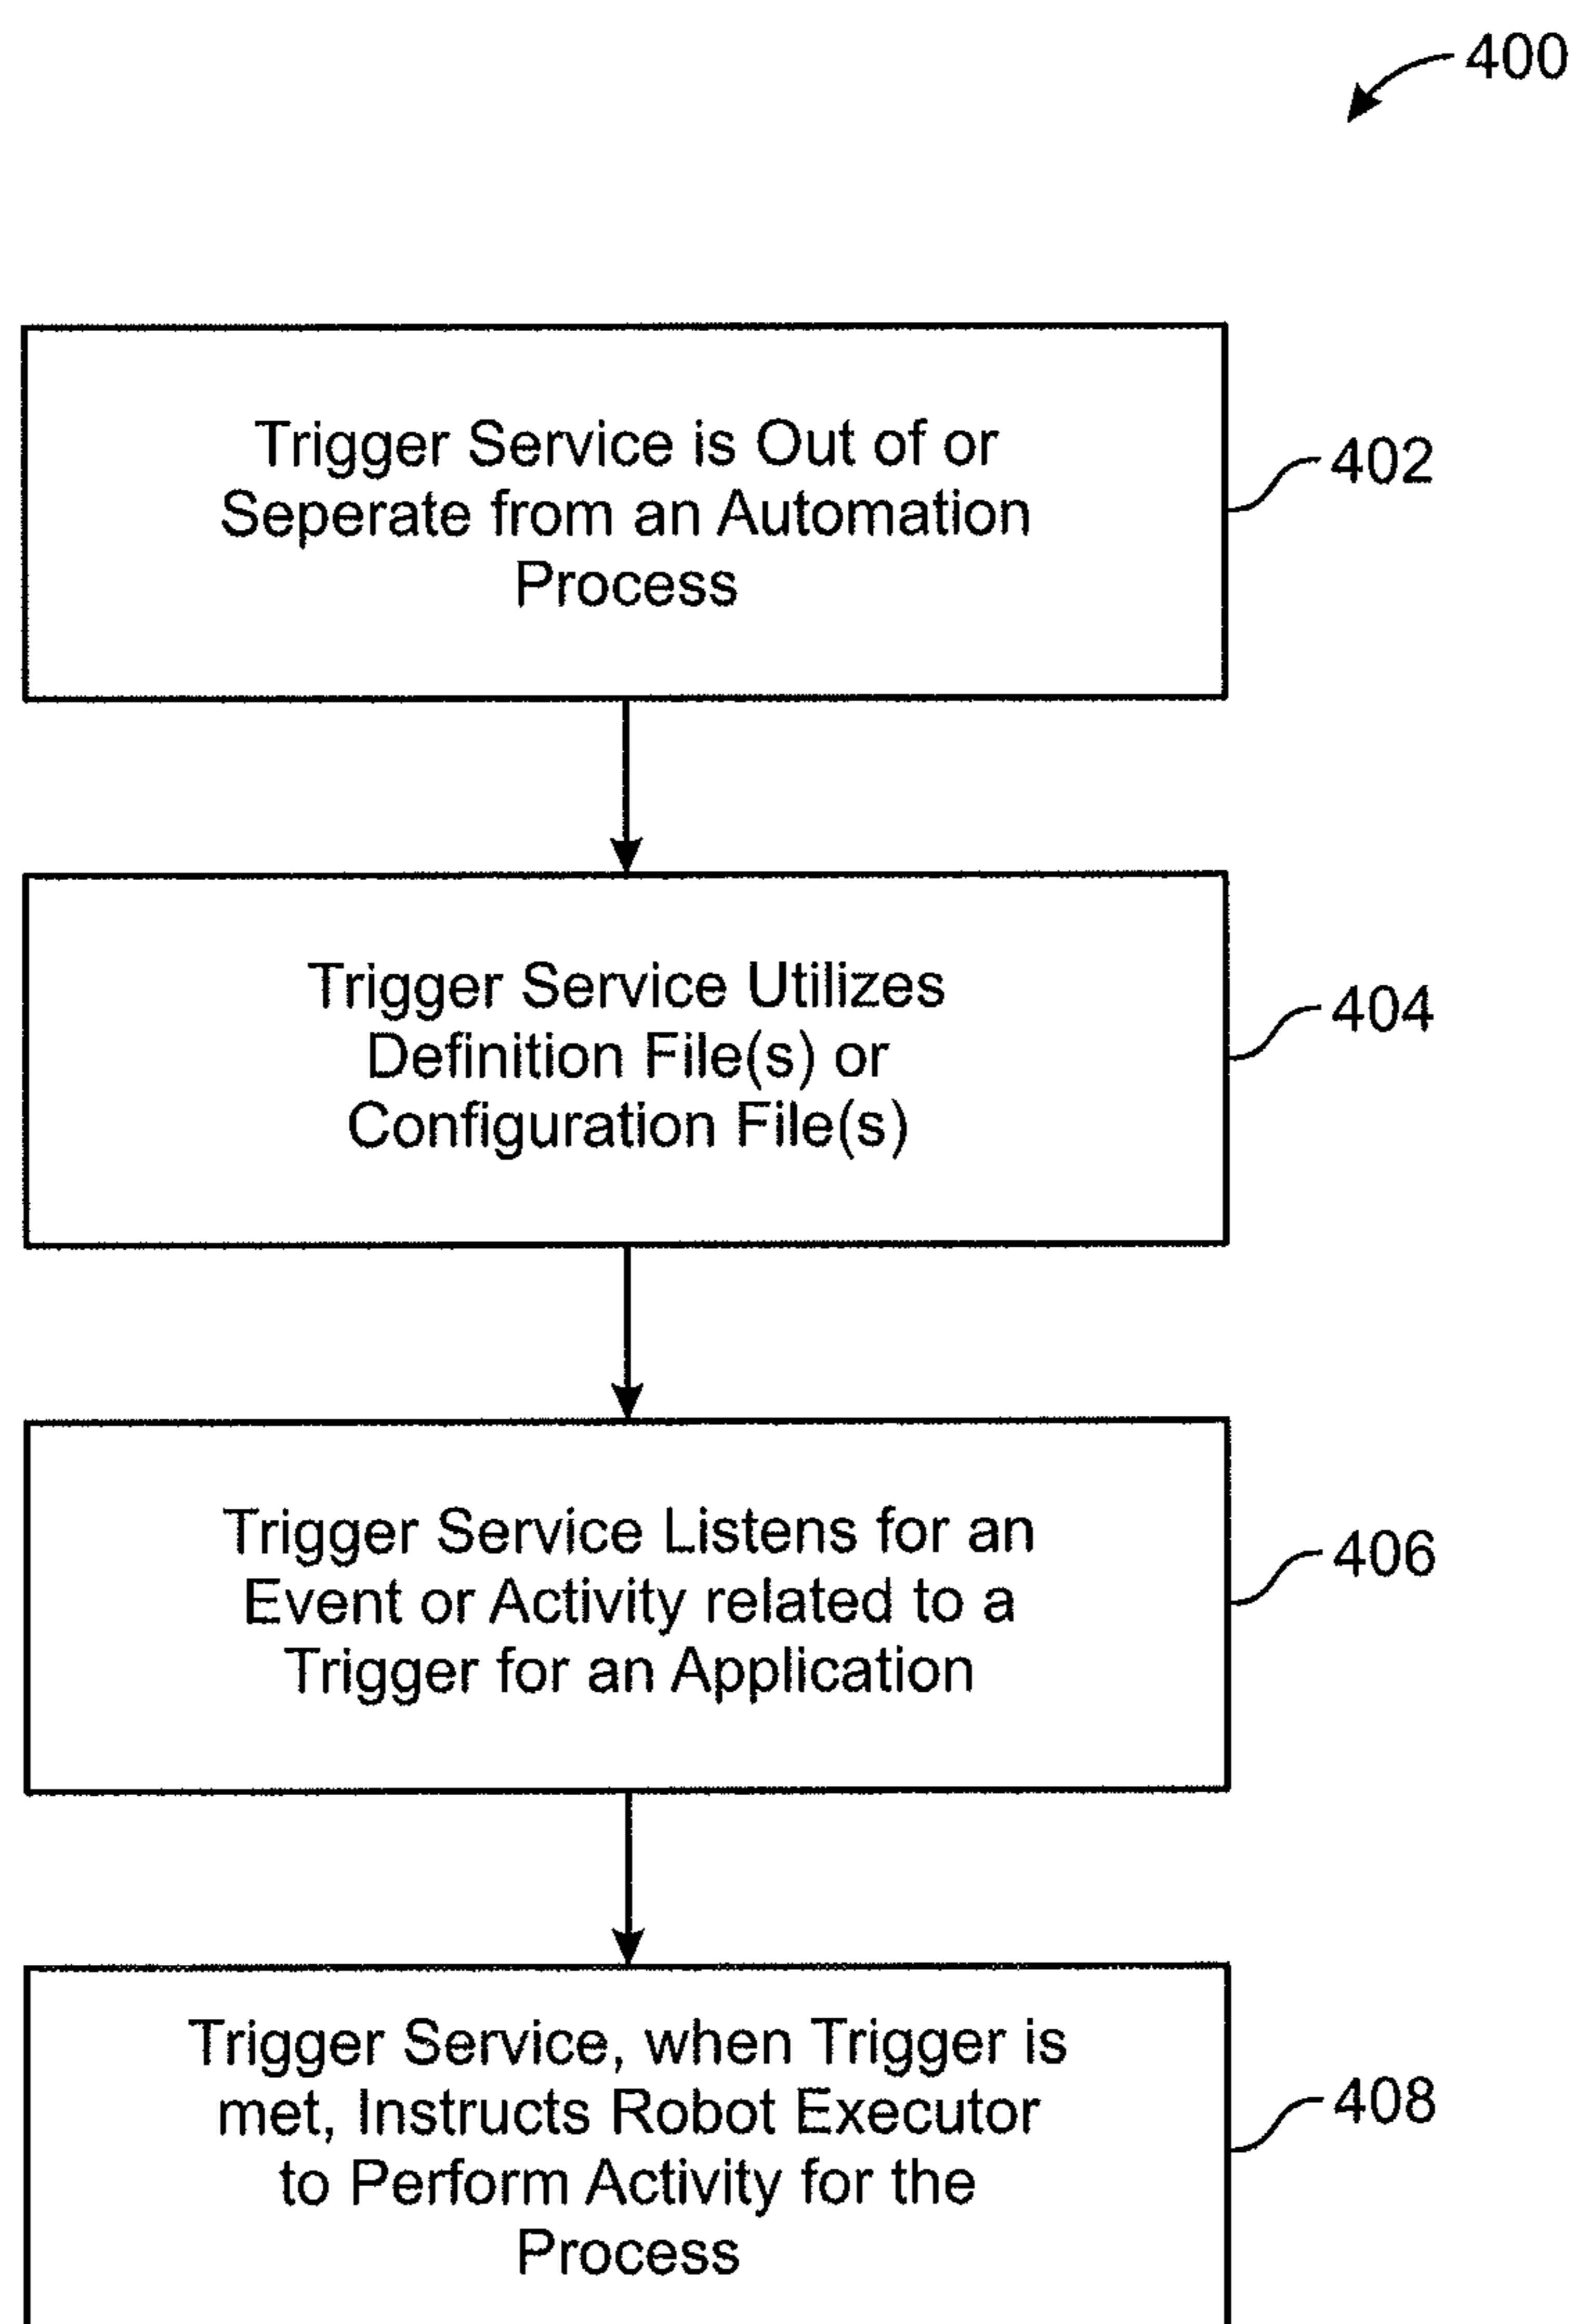 400
Trigger Service is Out of or
Seperate from an Automation
Process
402
Trigger Service Utilizes
Definition File(s) or
Configuration File(s)
404
Trigger Service Listens for an
Event or Activity related to a
Trigger for an Application
406
Trigger Service, when Trigger is
met, Instructs Robot Executor
to Perform Activity for the
Process
408